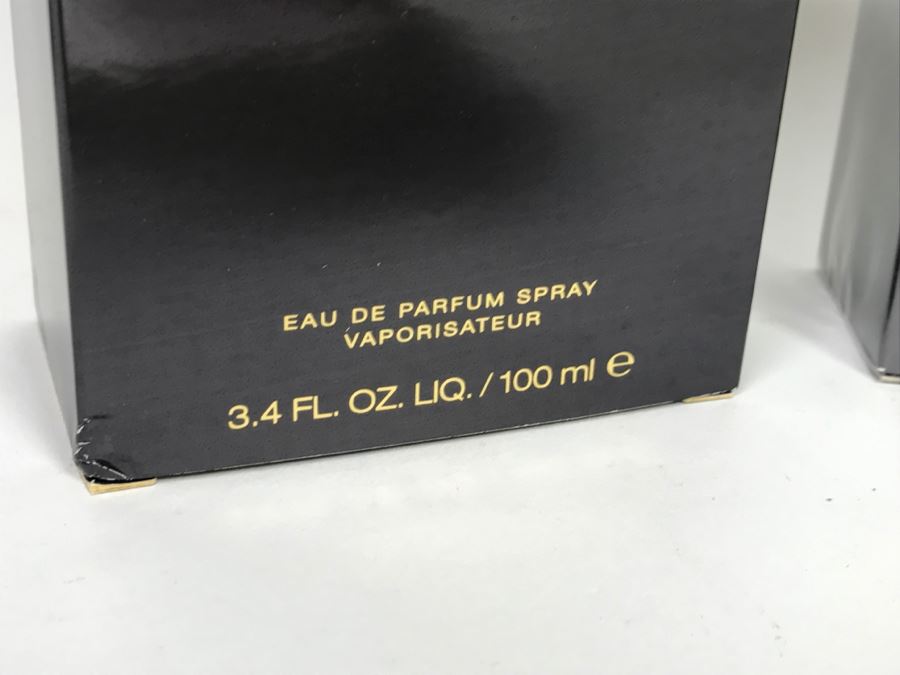 EAU DE PARFUM SPRAY
VAPORISATEUR
3.4 FL. OZ. LIQ. / 100 ml ℮